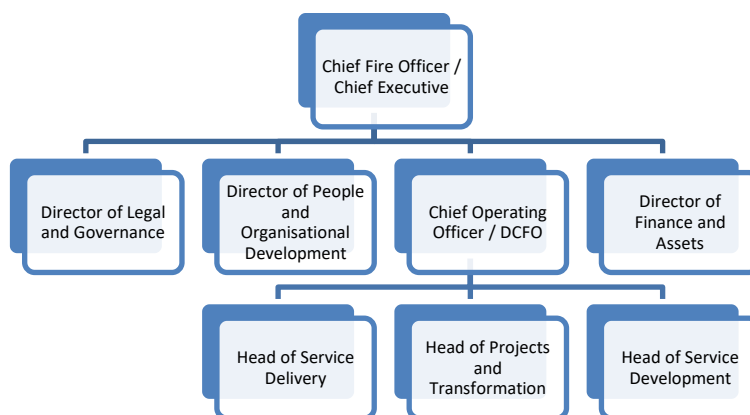 Chief Fire Officer /
Chief Executive
Director of Legal
and Governance
Director of People
and
Organisational
Development
Chief Operating
Officer / DCFO
Director of
Finance and
Assets
Head of Service
Delivery
Head of Projects
and
Transformation
Head of Service
Development